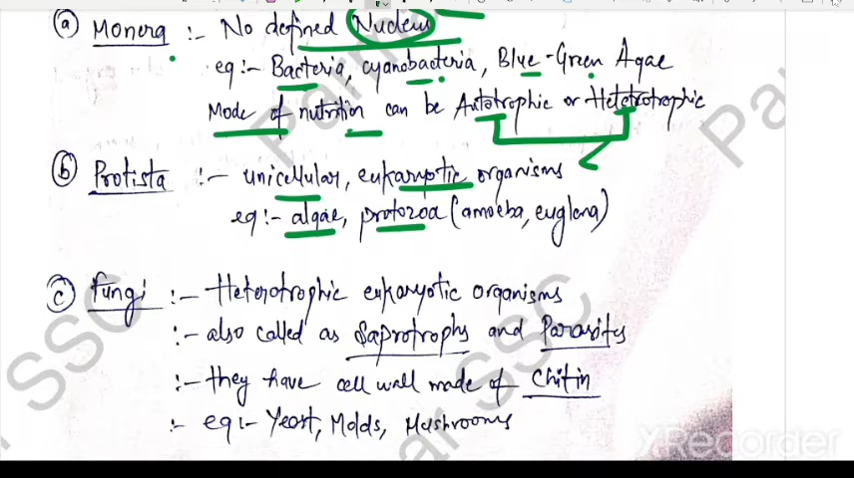 (a) Monera :- No defined Nucleus
eg:- Bacteria, cyanobacteria, Blue-Green Agae
Mode of nutrition can be Autotrophic or Heterotrophic
(b) Protista :- unicellular, eukaryotic organisms
eg:- algae, protozoa (amoeba, euglena)
(c) fungi :- Heterotrophic eukaryotic organisms
:- also called as Saprotrophs and Parasites
:- they have cell wall made of Chitin
:- eg:- Yeast, Molds, Mushrooms
Parmar SSC
XRecorder